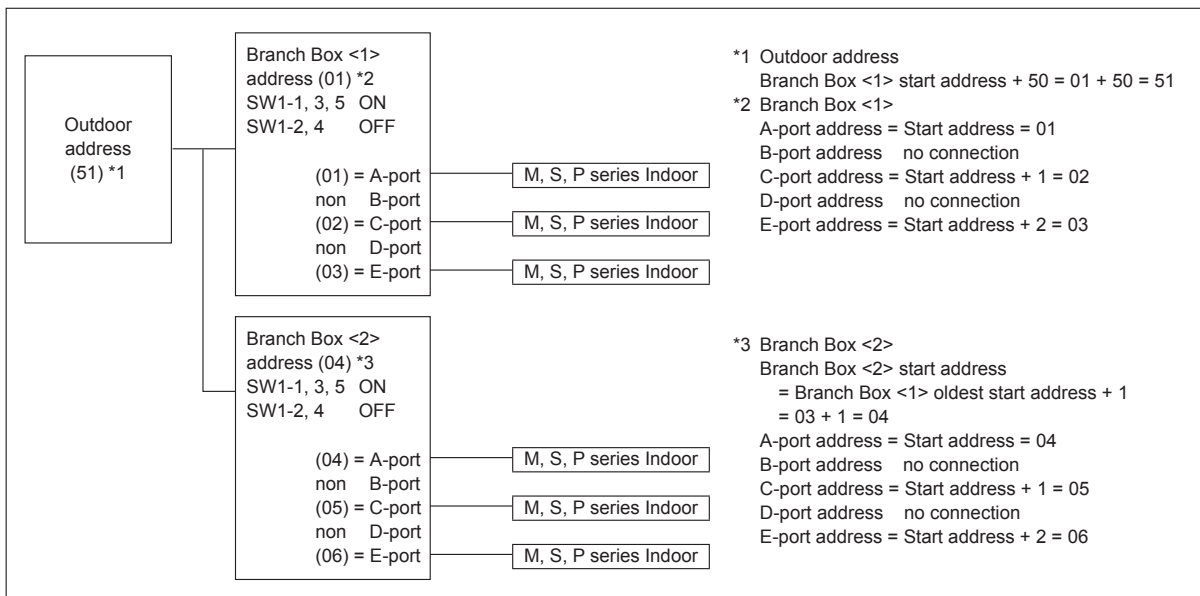 Outdoor
address
(51) *1
Branch Box <1>
address (01) *2
SW1-1, 3, 5 ON
SW1-2, 4 OFF
(01) = A-port
non B-port
(02) = C-port
non D-port
(03) = E-port
M, S, P series Indoor
M, S, P series Indoor
M, S, P series Indoor
Branch Box <2>
address (04) *3
SW1-1, 3, 5 ON
SW1-2, 4 OFF
(04) = A-port
non B-port
(05) = C-port
non D-port
(06) = E-port
M, S, P series Indoor
M, S, P series Indoor
M, S, P series Indoor
*1 Outdoor address
Branch Box <1> start address + 50 = 01 + 50 = 51
*2 Branch Box <1>
A-port address = Start address = 01
B-port address no connection
C-port address = Start address + 1 = 02
D-port address no connection
E-port address = Start address + 2 = 03
*3 Branch Box <2>
Branch Box <2> start address
= Branch Box <1> oldest start address + 1
= 03 + 1 = 04
A-port address = Start address = 04
B-port address no connection
C-port address = Start address + 1 = 05
D-port address no connection
E-port address = Start address + 2 = 06